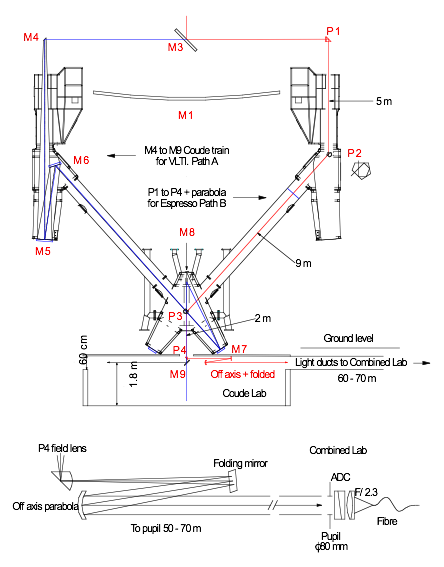 M4
M3
P1
5 m
M1
M4 to M9 Coude train
for VLTI. Path A
P2
M6
P1 to P4 + parabola
for Espresso Path B
M5
M8
9 m
P3
2 m
Ground level
60 cm
P4
M7
Light ducts to Combined Lab
1.8 m
M9
Off axis + folded
60 - 70 m
Coude Lab
P4 field lens
Folding mirror
Combined Lab
ADC
F/ 2.3
Off axis parabola
Fibre
To pupil 50 - 70 m
Pupil
ϕ80 mm